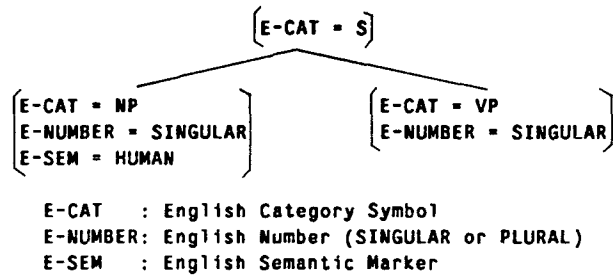 E-CAT = S
E-CAT = NP
E-NUMBER = SINGULAR
E-SEM = HUMAN
E-CAT = VP
E-NUMBER = SINGULAR
E-CAT : English Category Symbol
E-NUMBER: English Number (SINGULAR or PLURAL)
E-SEM : English Semantic Marker